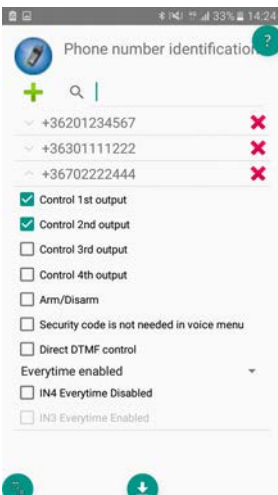 33% 14:24
Phone number identification
?
+36201234567
+36301111222
+36702222444
Control 1st output
Control 2nd output
Control 3rd output
Control 4th output
Arm/Disarm
Security code is not needed in voice menu
Direct DTMF control
Everytime enabled
IN4 Everytime Disabled
IN3 Everytime Enabled